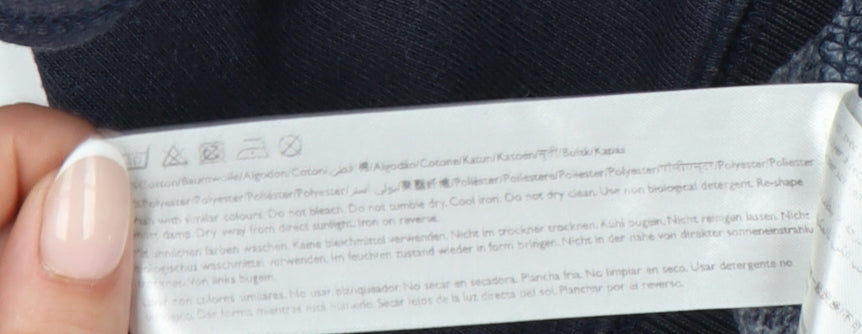 Cotton/Baumwolle/Algodon/Cotoni قطن 棉/Algodão/Cotone/Katun/Katoen/ /Bubuk/Kapas
Polyester/Polyester/Poliéster/Polyester/ 聚酯纤维/Poliéster/Poliestere/Poliester/Polyester/ /Polyester/Poliester
with similar colours. Do not bleach. Do not tumble dry. Cool iron. Do not dry clean. Use non biological detergent. Re-shape
damp. Dry away from direct sunlight. Iron on reverse.
ähnlichen farben waschen. Keine bleichmittel verwenden. Nicht im trockner trocknen. Kühl bügeln. Nicht reinigen lassen. Nicht
waschmittel verwenden. Im feuchten zustand wieder in form bringen. Nicht in der nähe von direkter sonneneinstrahlu
Von links bugeln.
con colores similares. No usar blanqueador. No secar en secadora. Plancha fria. No limpiar en seco. Usar detergente no
Dar forma mientras está húmedo. Secar lejos de la luz directa del sol. Planchar por el reverso.